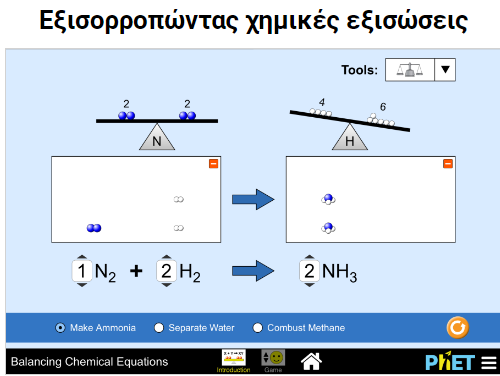 Εξισορροπώντας χημικές εξισώσεις
Tools:
2 2 4 6
N H
1 N2 + 2 H2 2 NH3
Make Ammonia Separate Water Combust Methane
Balancing Chemical Equations Introduction Game PhET